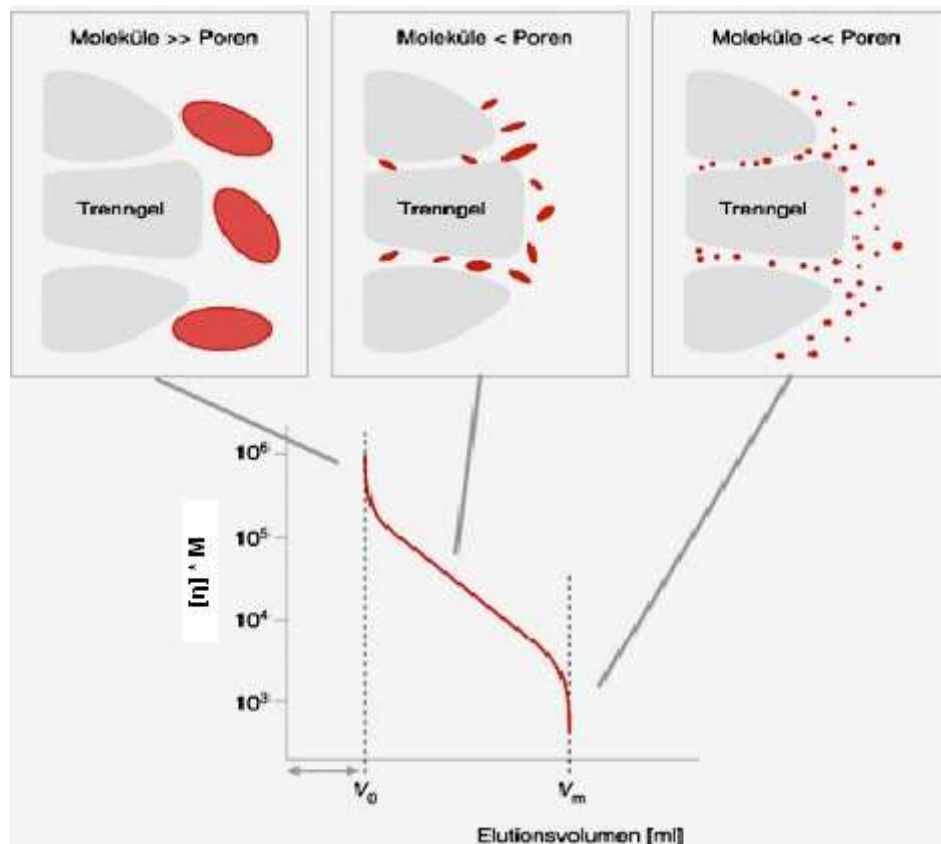 Moleküle >> Poren
Moleküle < Poren
Moleküle << Poren
Trenngel
Trenngel
Trenngel
10⁶
10⁵
[η] * M
10⁴
10³
V₀
Vₘ
Elutionsvolumen [ml]